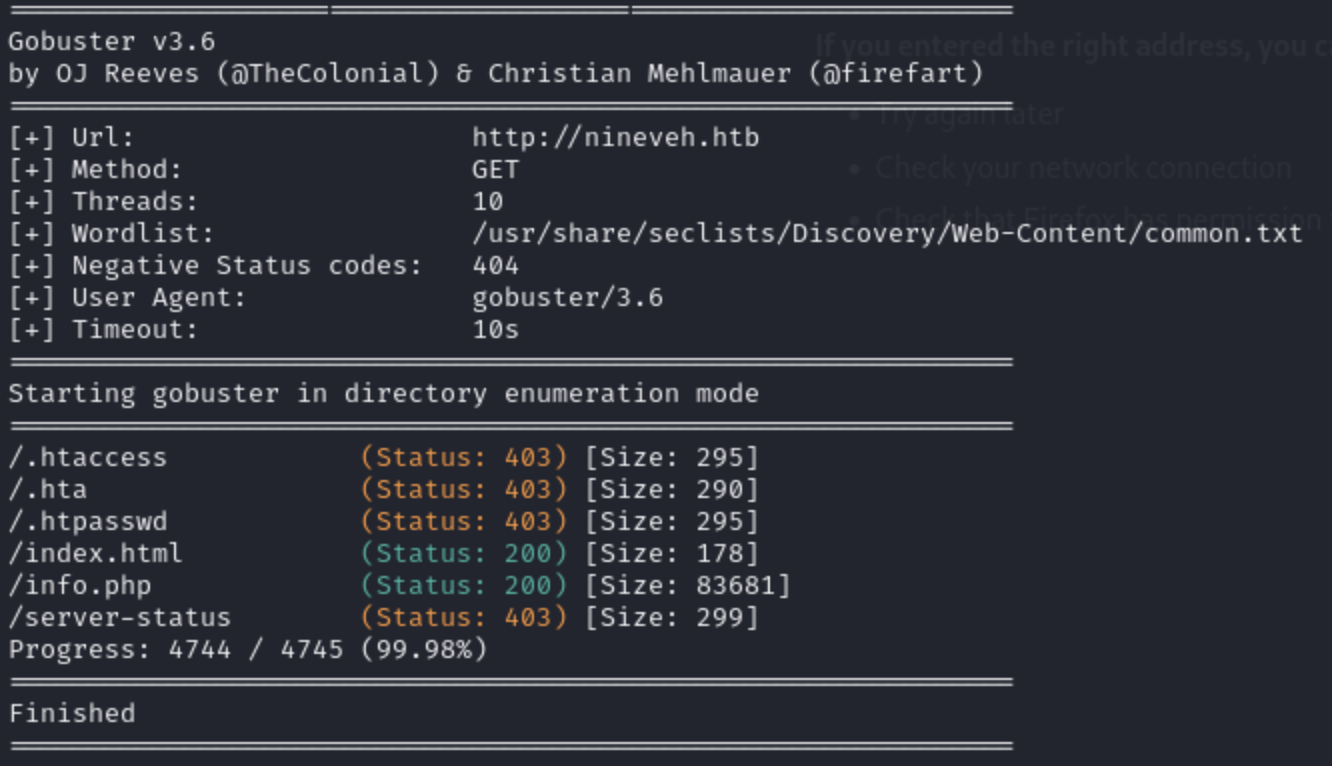 Gobuster v3.6
If you entered the right address, you c
by OJ Reeves (@TheColonial) & Christian Mehlmauer (@firefart)
Try again later
[+] Url: http://nineveh.htb
[+] Method: GET
Check your network connection
[+] Threads: 10
Check that Firefox has permission
[+] Wordlist: /usr/share/seclists/Discovery/Web-Content/common.txt
[+] Negative Status codes: 404
[+] User Agent: gobuster/3.6
[+] Timeout: 10s
Starting gobuster in directory enumeration mode
/.htaccess (Status: 403) [Size: 295]
/.hta (Status: 403) [Size: 290]
/.htpasswd (Status: 403) [Size: 295]
/index.html (Status: 200) [Size: 178]
/info.php (Status: 200) [Size: 83681]
/server-status (Status: 403) [Size: 299]
Progress: 4744 / 4745 (99.98%)
Finished